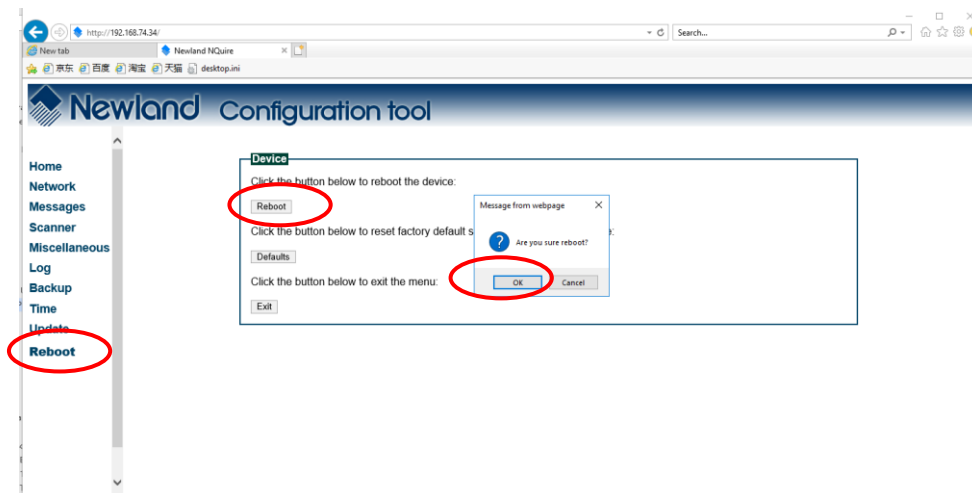 http://192.168.74.34/
Search...
New tab
Newland NQuire
京东 百度 淘宝 天猫 desktop.ini
Newland Configuration tool
Home
Network
Messages
Scanner
Miscellaneous
Log
Backup
Time
Update
Reboot
Device
Click the button below to reboot the device:
Reboot
Click the button below to reset factory default s
Defaults
Click the button below to exit the menu:
Exit
Message from webpage
Are you sure reboot?
OK Cancel